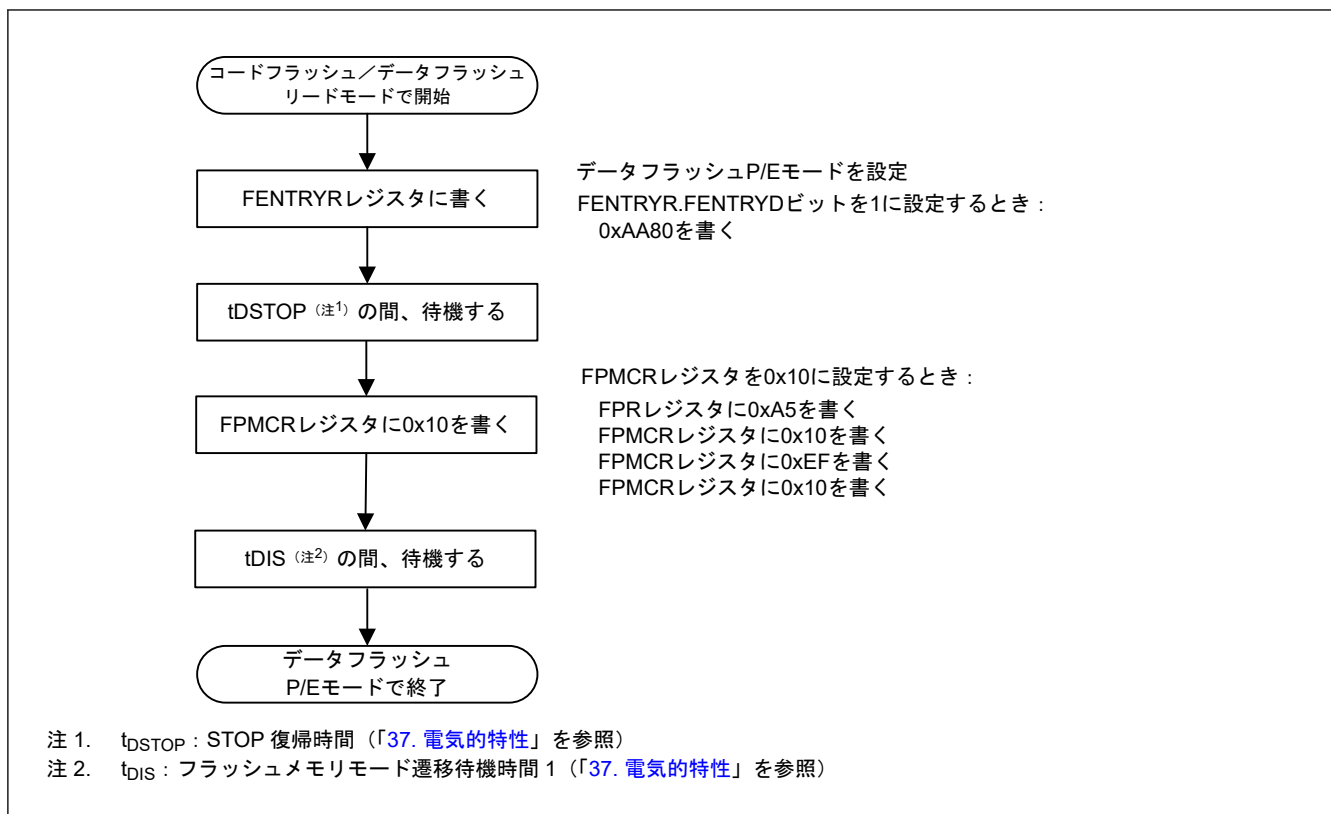 コードフラッシュ／データフラッシュ
リードモードで開始
FENTRYRレジスタに書く
データフラッシュP/Eモードを設定
FENTRYR.FENTRYDビットを1に設定するとき：
0xAA80を書く
tDSTOP（注1）の間、待機する
FPMCRレジスタに0x10を書く
FPMCRレジスタを0x10に設定するとき：
FPRレジスタに0xA5を書く
FPMCRレジスタに0x10を書く
FPMCRレジスタに0xEFを書く
FPMCRレジスタに0x10を書く
tDIS（注2）の間、待機する
データフラッシュ
P/Eモードで終了
注 1. tDSTOP：STOP 復帰時間（「37. 電気的特性」を参照）
注 2. tDIS：フラッシュメモリモード遷移待機時間 1（「37. 電気的特性」を参照）